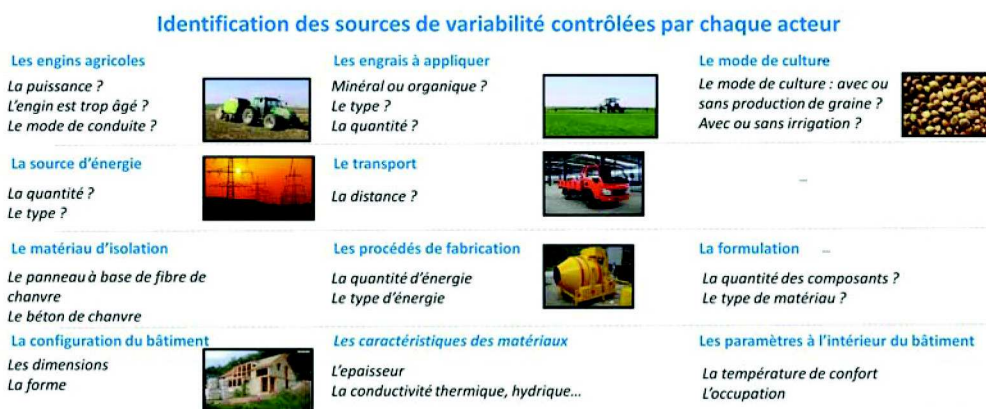 Identification des sources de variabilité contrôlées par chaque acteur
Les engins agricoles
La puissance ?
L'engin est trop âgé ?
Le mode de conduite ?
Les engrais à appliquer
Minéral ou organique ?
Le type ?
La quantité ?
Le mode de culture
Le mode de culture : avec ou
sans production de graine ?
Avec ou sans irrigation ?
La source d'énergie
La quantité ?
Le type ?
Le transport
La distance ?
...
Le matériau d'isolation
Le panneau à base de fibre de
chanvre
Le béton de chanvre
Les procédés de fabrication
La quantité d'énergie
Le type d'énergie
La formulation ...
La quantité des composants ?
Le type de matériau ?
La configuration du bâtiment
Les dimensions
La forme
Les caractéristiques des matériaux
L'epaisseur
La conductivité thermique, hydrique...
Les paramètres à l'intérieur du bâtiment
La température de confort
L'occupation